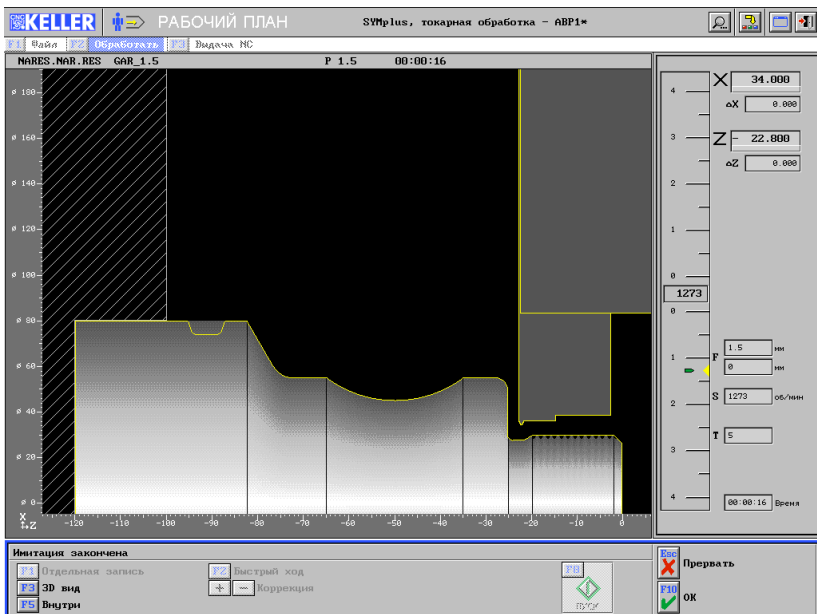 KELLER РАБОЧИЙ ПЛАН SYMplus, токарная обработка - ABP1*
F1 Файл F2 Обработать F3 Выдача NC
NARES.NAR.RES GAR_1.5 P 1.5 00:00:16
ø 180
ø 160
ø 140
ø 120
ø 100
ø 80
ø 60
ø 40
ø 20
ø 0
X
Z
-120 -110 -100 -90 -80 -70 -60 -50 -40 -30 -20 -10 0
4
3
2
1
0
1273
0
1
2
3
4
X 34.000
ΔX 0.000
Z - 22.800
ΔZ 0.000
F 1.5 мм
0 мм
S 1273 об/мин
T 5
00:00:16 Время
Имитация закончена
F1 Отдельная запись F2 Быстрый ход
F3 3D вид + - Коррекция
F5 Внутри
F9
ПУСК
Esc Прервать
F10 OK